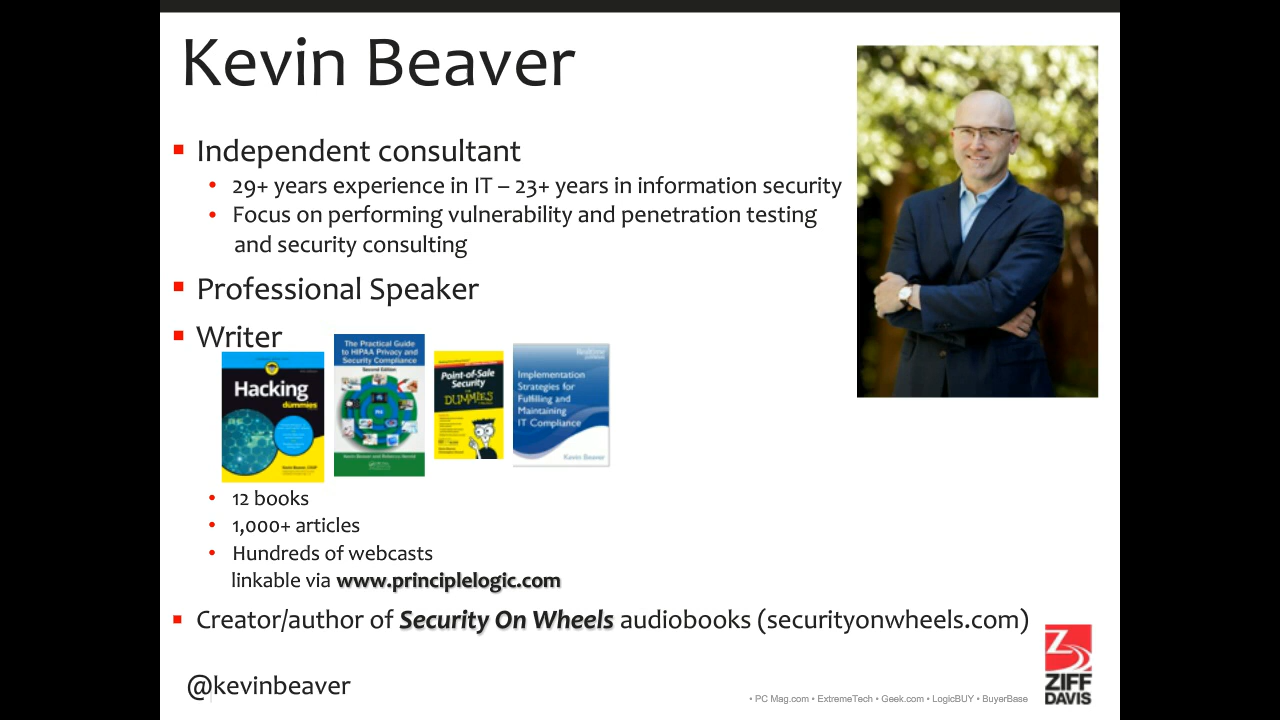 Kevin Beaver
Independent consultant
29+ years experience in IT – 23+ years in information security
Focus on performing vulnerability and penetration testing
and security consulting
Professional Speaker
Writer
Hacking
dummies
The Practical Guide
to HIPAA Privacy and
Security Compliance
Second Edition
Point-of-Sale
Security
DUMMIES
Implementation
Strategies for
Fulfilling and
Maintaining
IT Compliance
Kevin Beaver
12 books
1,000+ articles
Hundreds of webcasts
linkable via www.principlelogic.com
Creator/author of Security On Wheels audiobooks (securityonwheels.com)
@kevinbeaver
• PC Mag.com • ExtremeTech • Geek.com • LogicBUY • BuyerBase
ZIFF
DAVIS